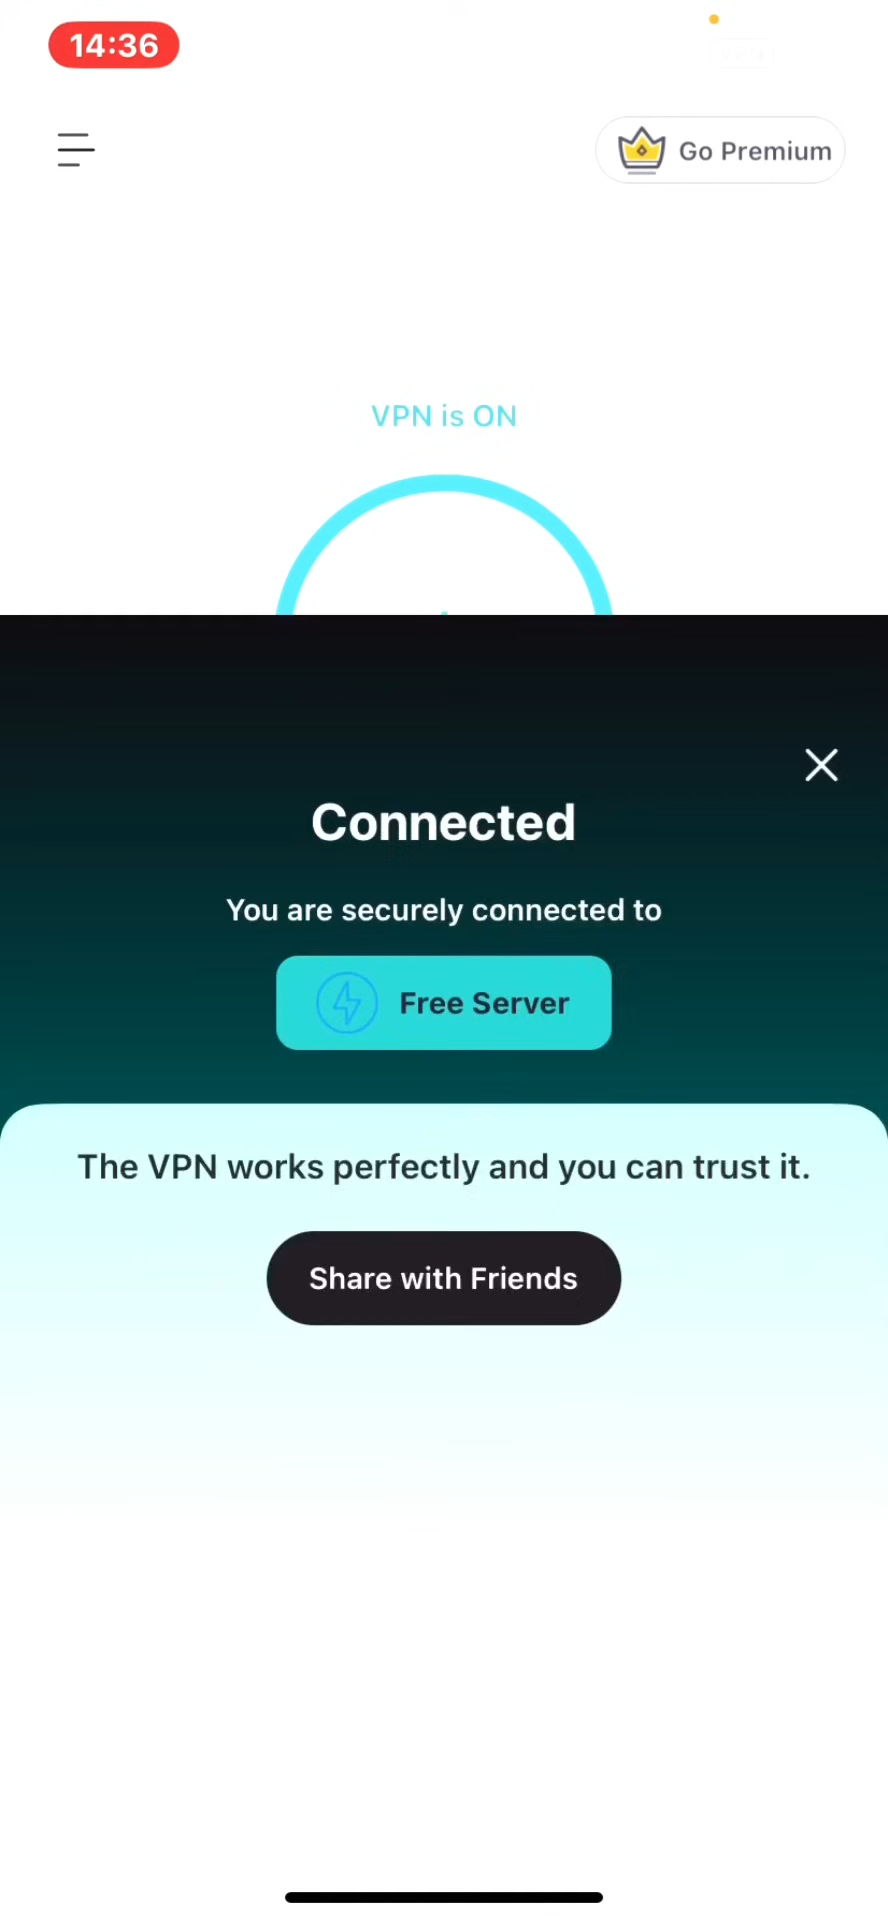 14:36
Go Premium
VPN is ON
Connected
You are securely connected to
Free Server
The VPN works perfectly and you can trust it.
Share with Friends